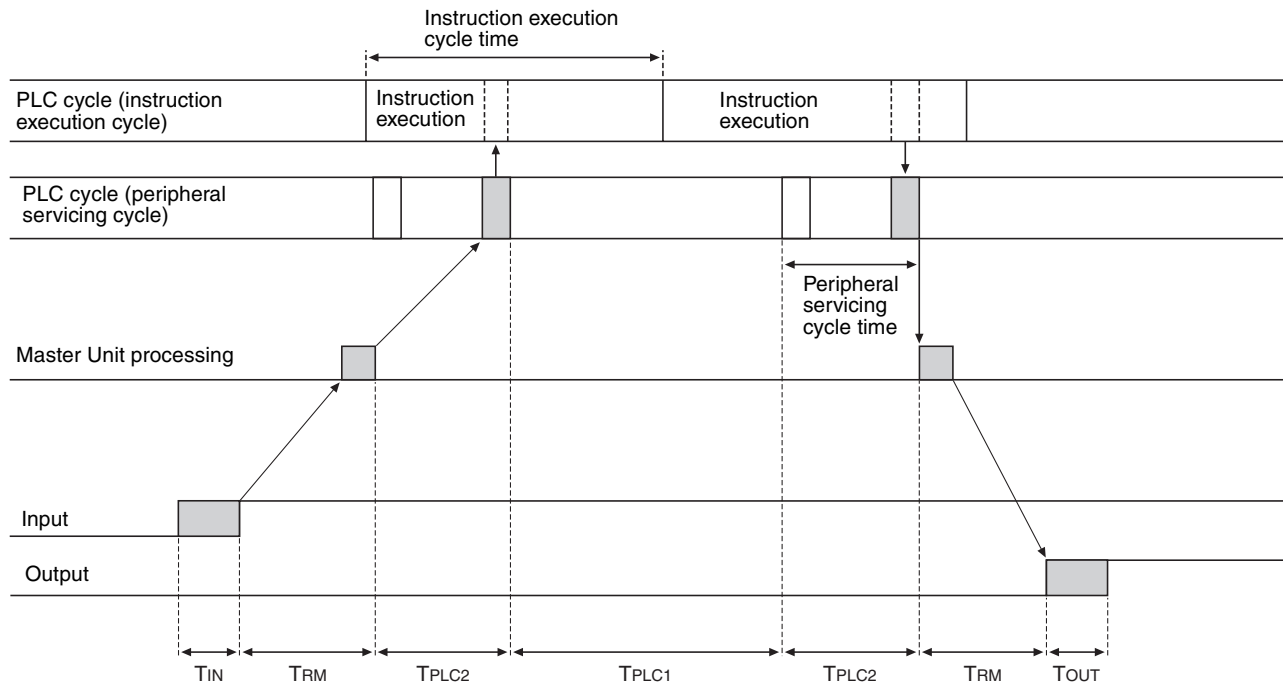 Instruction execution
cycle time
PLC cycle (instruction
execution cycle)
Instruction
execution
Instruction
execution
PLC cycle (peripheral
servicing cycle)
Peripheral
servicing
cycle time
Master Unit processing
Input
Output
TIN
TRM
TPLC2
TPLC1
TPLC2
TRM
TOUT